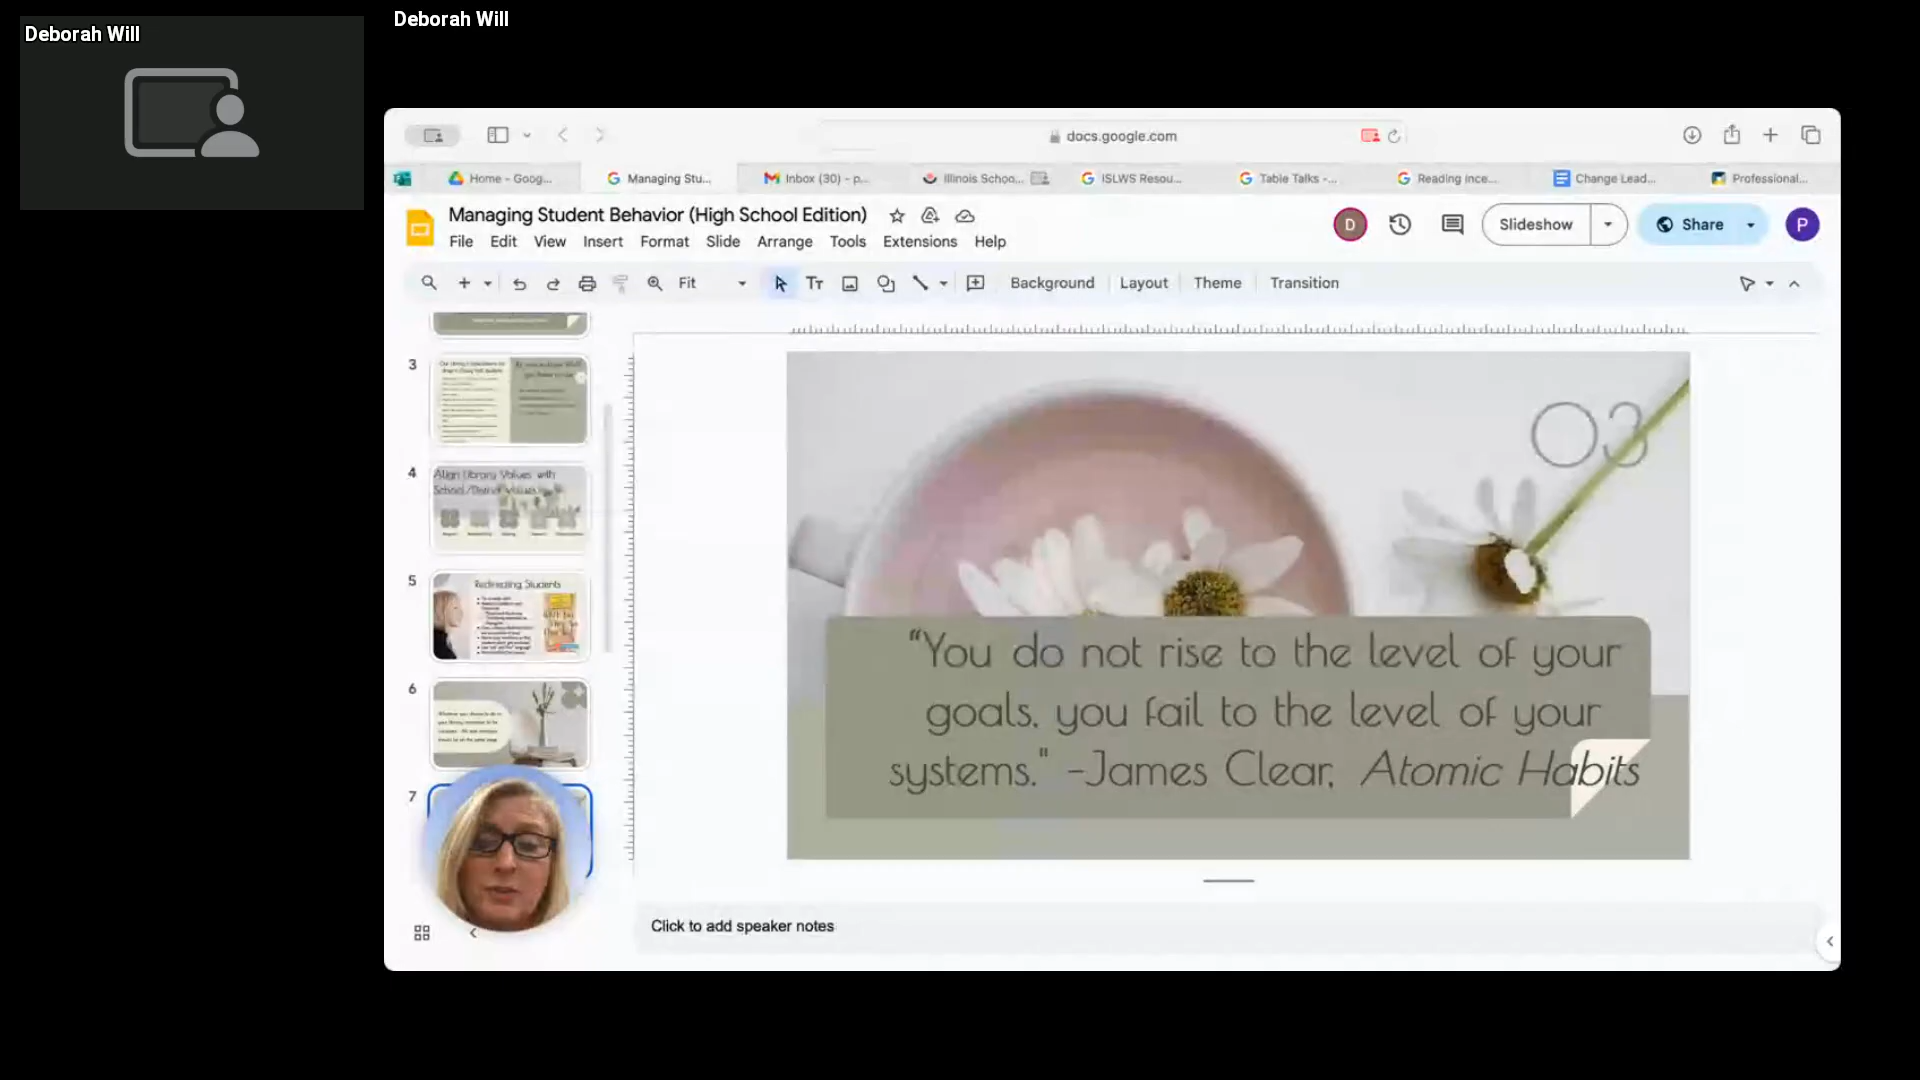 Deborah Will
Deborah Will
docs.google.com
Home - Goog...
Managing Stu...
Inbox (30) – p...
Illinois Schoo...
ISLWS Resou...
Table Talks -...
Reading Ince...
Change Lead...
Professional...
Managing Student Behavior (High School Edition)
File Edit View Insert Format Slide Arrange Tools Extensions Help
D
Slideshow
Share
P
Fit
Background
Layout
Theme
Transition
3
4
Align Library Values with
School/District Values
5
Redirecting Students
6
7
03
“You do not rise to the level of your
goals, you fail to the level of your
systems." –James Clear, Atomic Habits
Click to add speaker notes